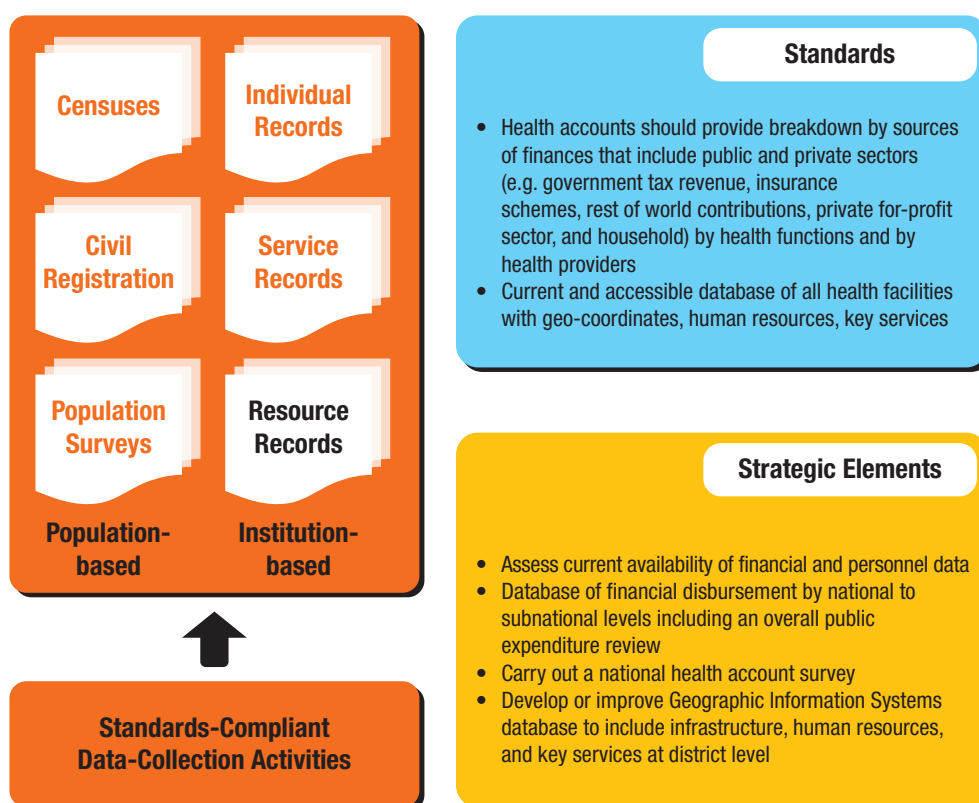 Censuses
Individual
Records
Civil
Registration
Service
Records
Population
Surveys
Resource
Records
Population-
based
Institution-
based
Standards-Compliant
Data-Collection Activities
Standards
• Health accounts should provide breakdown by sources
of finances that include public and private sectors
(e.g. government tax revenue, insurance
schemes, rest of world contributions, private for-profit
sector, and household) by health functions and by
health providers
• Current and accessible database of all health facilities
with geo-coordinates, human resources, key services
Strategic Elements
• Assess current availability of financial and personnel data
• Database of financial disbursement by national to
subnational levels including an overall public
expenditure review
• Carry out a national health account survey
• Develop or improve Geographic Information Systems
database to include infrastructure, human resources,
and key services at district level